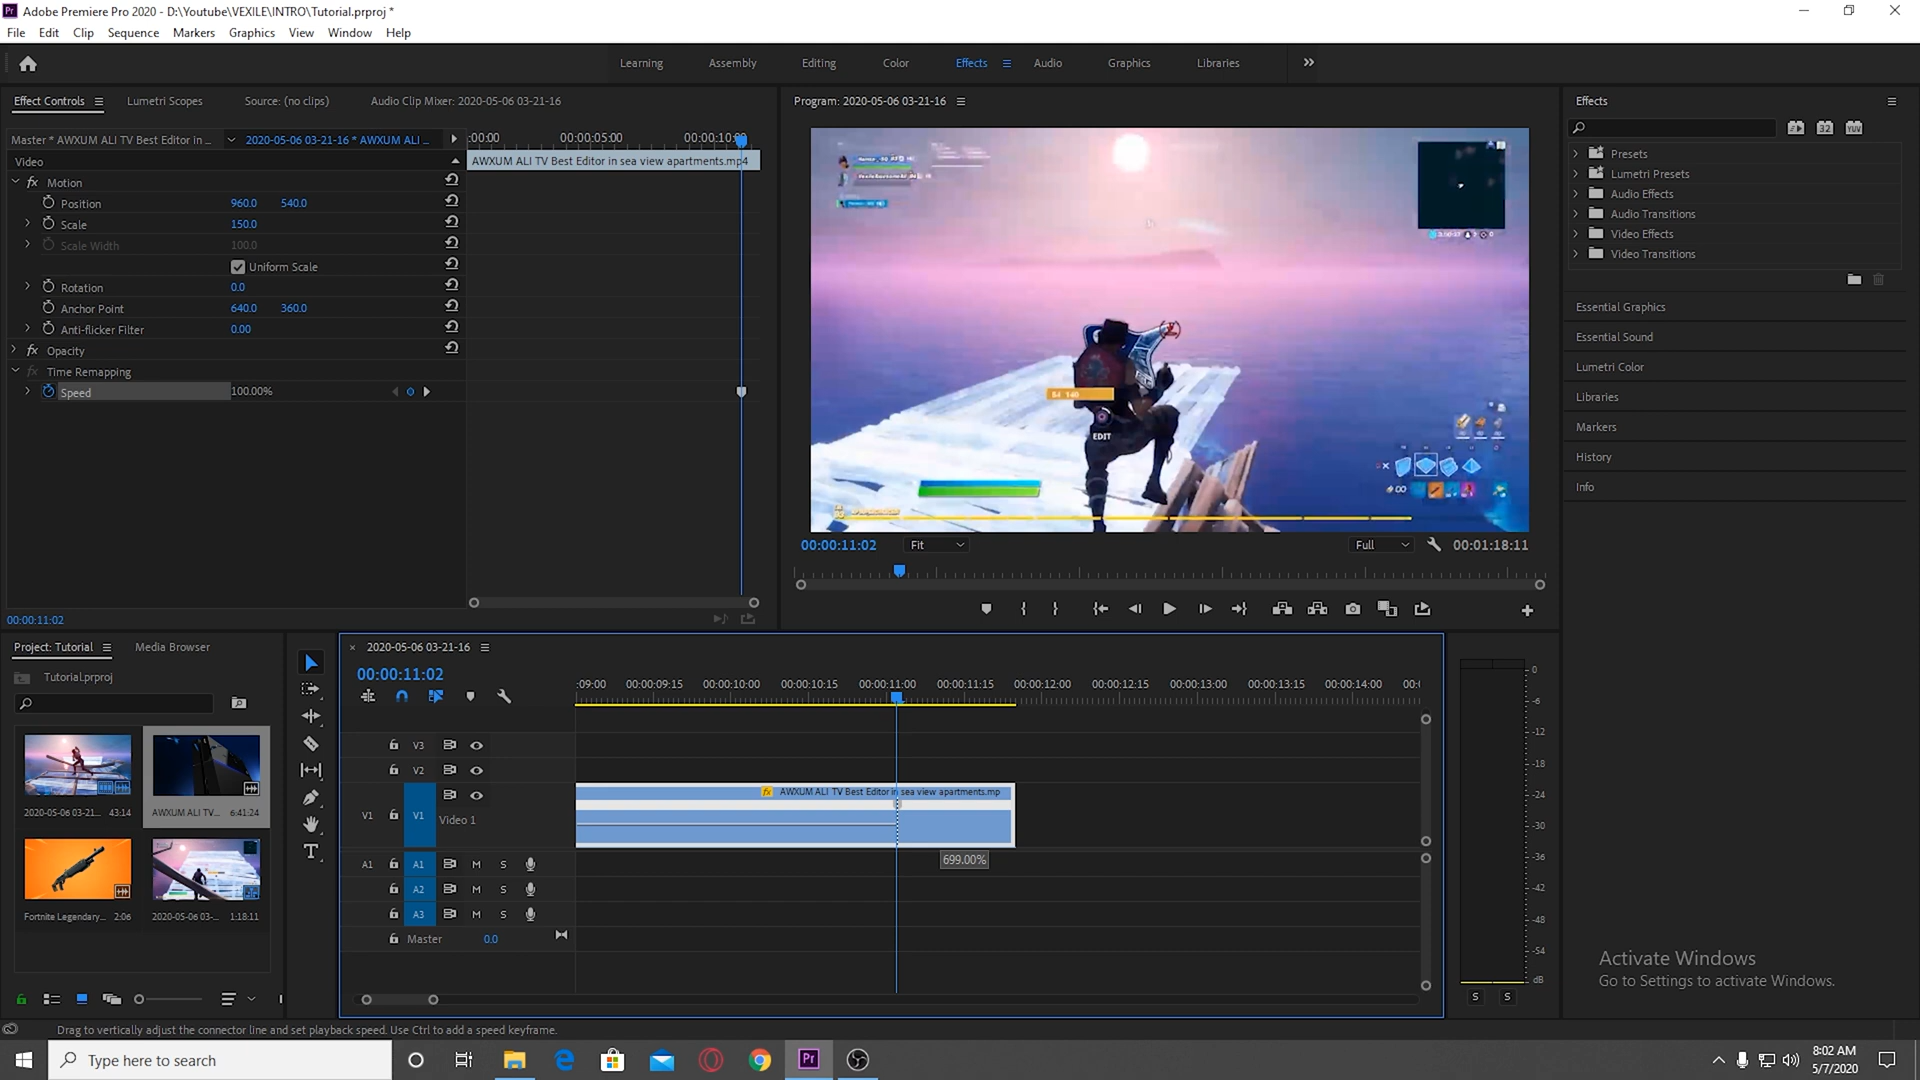 Adobe Premiere Pro 2020 - D:\Youtube\VEXILE\INTRO\Tutorial.prproj *
File Edit Clip Sequence Markers Graphics View Window Help
Learning Assembly Editing Color Effects Audio Graphics Libraries
Effect Controls Lumetri Scopes Source: (no clips) Audio Clip Mixer: 2020-05-06 03-21-16
Master * AWXUM ALI TV Best Editor in ... 2020-05-06 03-21-16 * AWXUM ALI ...
:00:00 00:00:05:00 00:00:10:00
Video
AWXUM ALI TV Best Editor in sea view apartments.mp4
fx Motion
Position 960.0 540.0
Scale 150.0
Scale Width 100.0
Uniform Scale
Rotation 0.0
Anchor Point 640.0 360.0
Anti-flicker Filter 0.00
fx Opacity
fx Time Remapping
Speed 100.00%
00:00:11:02
Program: 2020-05-06 03-21-16
EDIT
00:00:11:02 Fit Full 00:01:18:11
Effects
32 YUV
Presets
Lumetri Presets
Audio Effects
Audio Transitions
Video Effects
Video Transitions
Essential Graphics
Essential Sound
Lumetri Color
Libraries
Markers
History
Info
Project: Tutorial Media Browser
Tutorial.prproj
2020-05-06 03-21... 43:14
AWXUM ALI TV... 6:41:24
Fortnite Legendary... 2:06
2020-05-06 03-... 1:18:11
2020-05-06 03-21-16
00:00:11:02
:09:00 00:00:09:15 00:00:10:00 00:00:10:15 00:00:11:00 00:00:11:15 00:00:12:00 00:00:12:15 00:00:13:00 00:00:13:15 00:00:14:00 00:0
V3
V2
V1 V1 Video 1
fx AWXUM ALI TV Best Editor in sea view apartments.mp
699.00%
A1 A1 M S
A2 M S
A3 M S
Master 0.0
0
-6
-12
-18
-24
-30
-36
-42
-48
-54
dB
S S
Activate Windows
Go to Settings to activate Windows.
Drag to vertically adjust the connector line and set playback speed. Use Ctrl to add a speed keyframe.
Type here to search
Pr
8:02 AM
5/7/2020